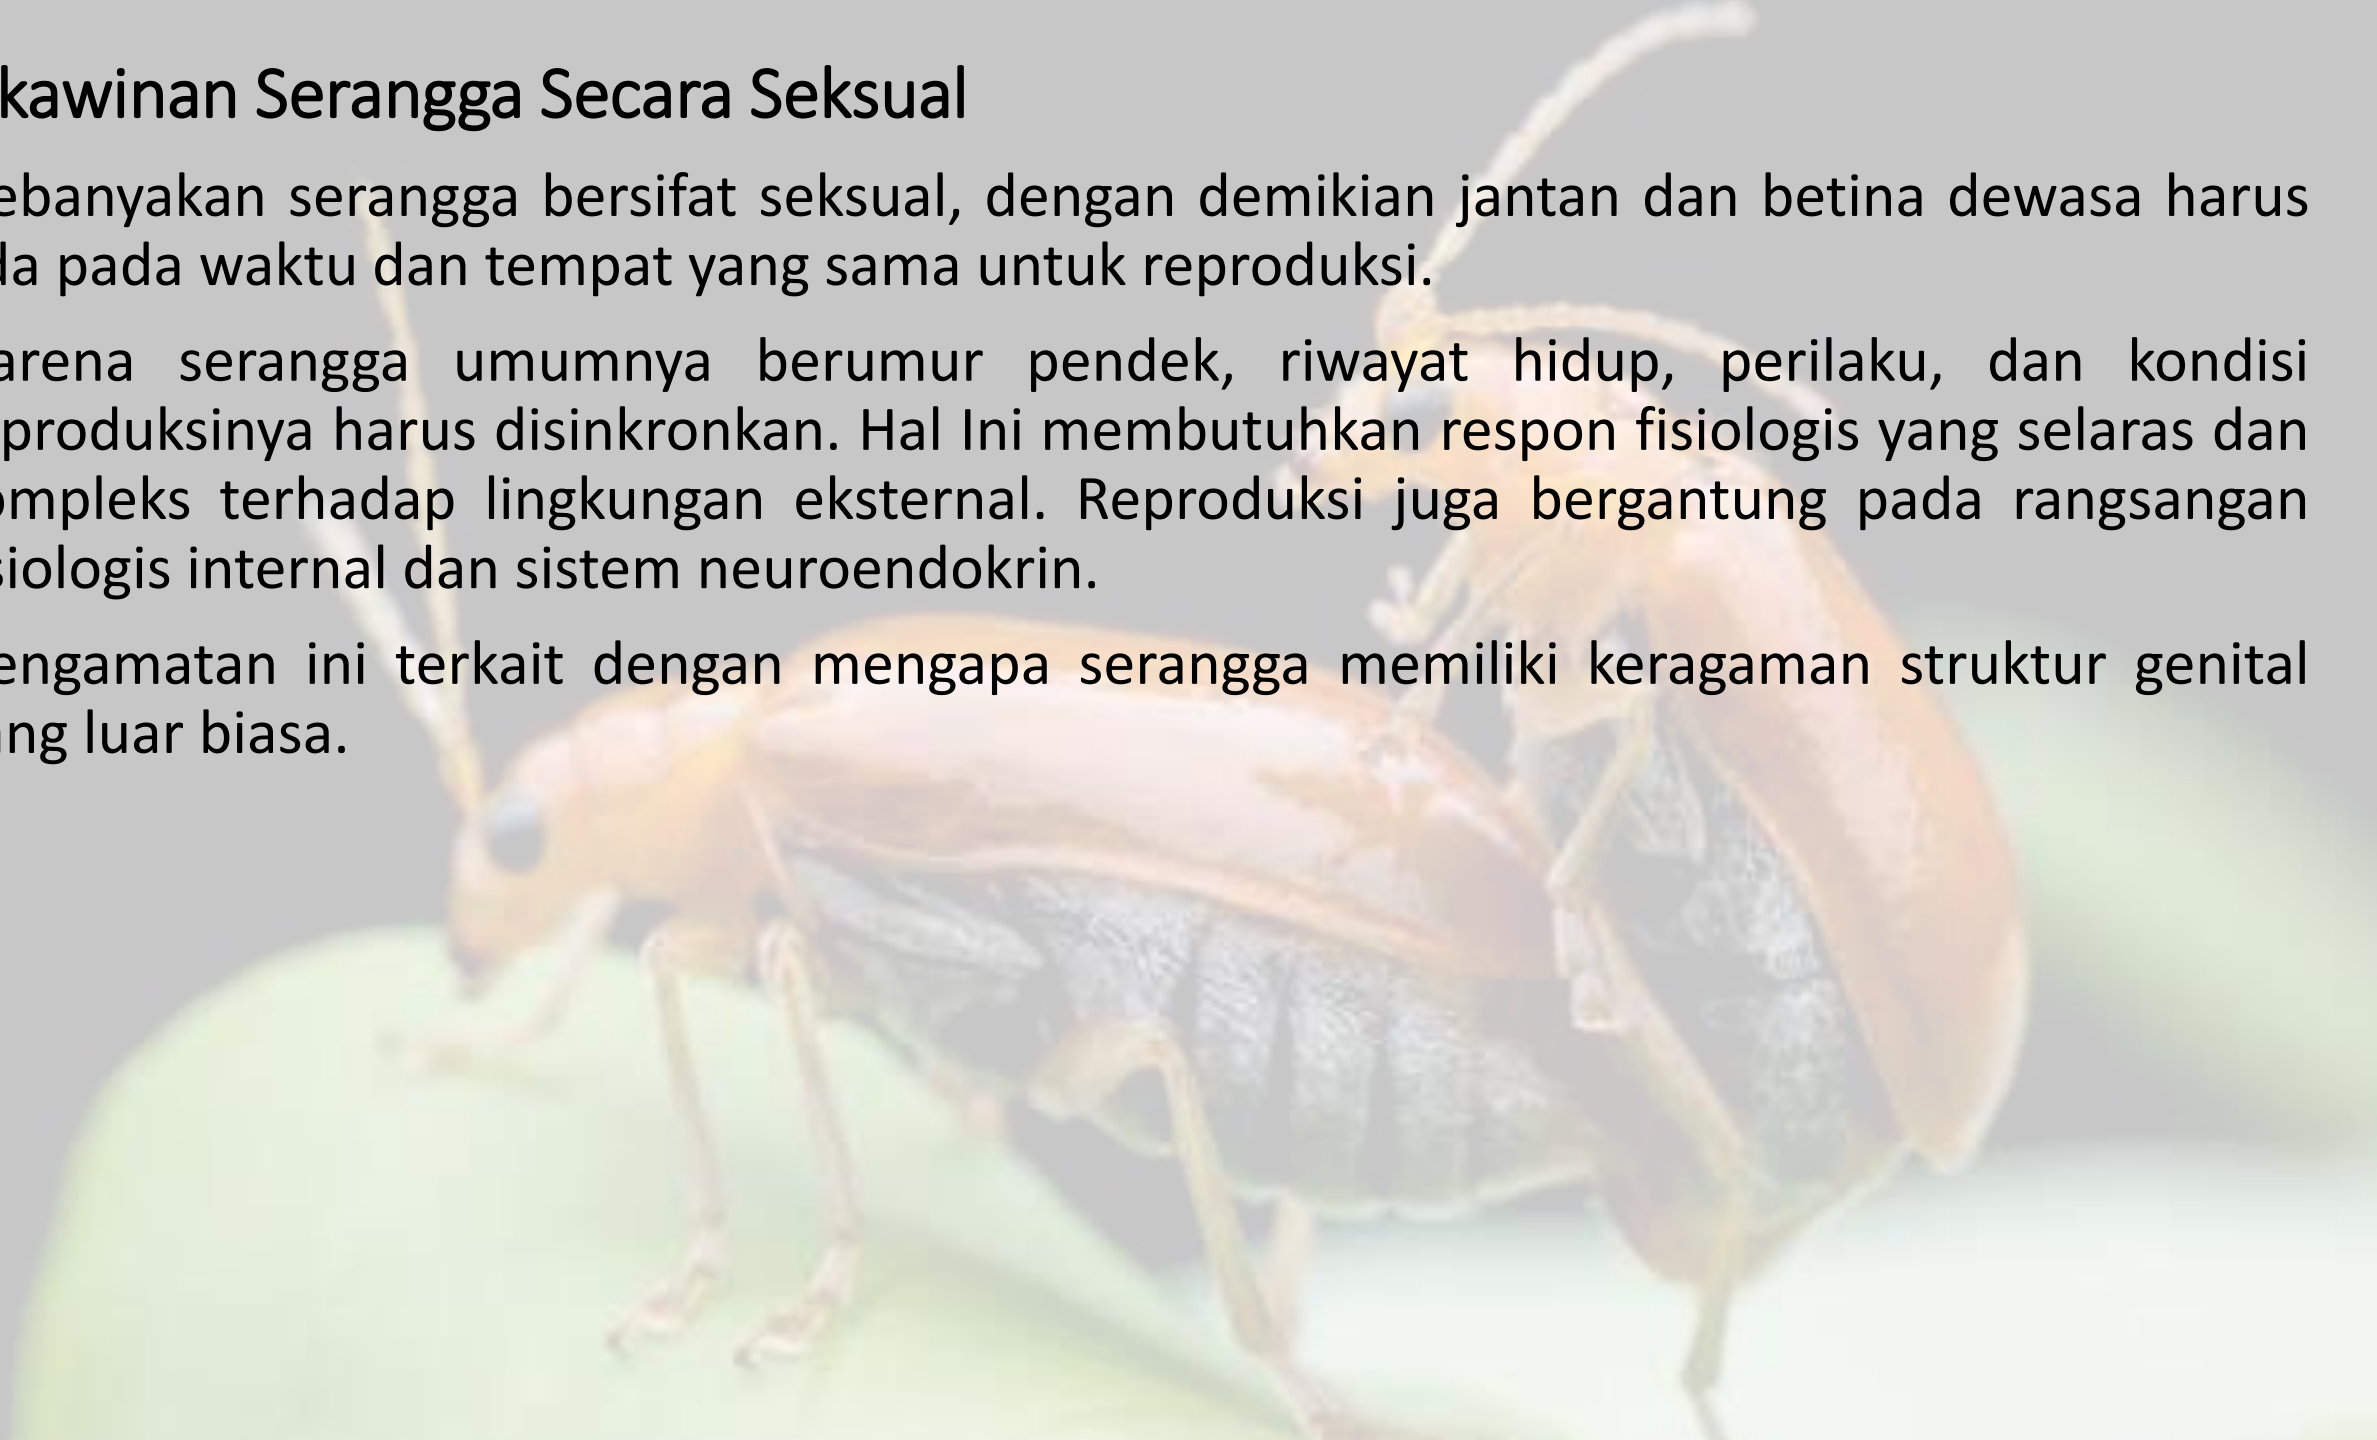 kawinan Serangga Secara Seksual
ebanyakan serangga bersifat seksual, dengan demikian jantan dan betina dewasa harus
da pada waktu dan tempat yang sama untuk reproduksi.
arena serangga umumnya berumur pendek, riwayat hidup, perilaku, dan kondisi
produksinya harus disinkronkan. Hal Ini membutuhkan respon fisiologis yang selaras dan
ompleks terhadap lingkungan eksternal. Reproduksi juga bergantung pada rangsangan
siologis internal dan sistem neuroendokrin.
engamatan ini terkait dengan mengapa serangga memiliki keragaman struktur genital
ang luar biasa.